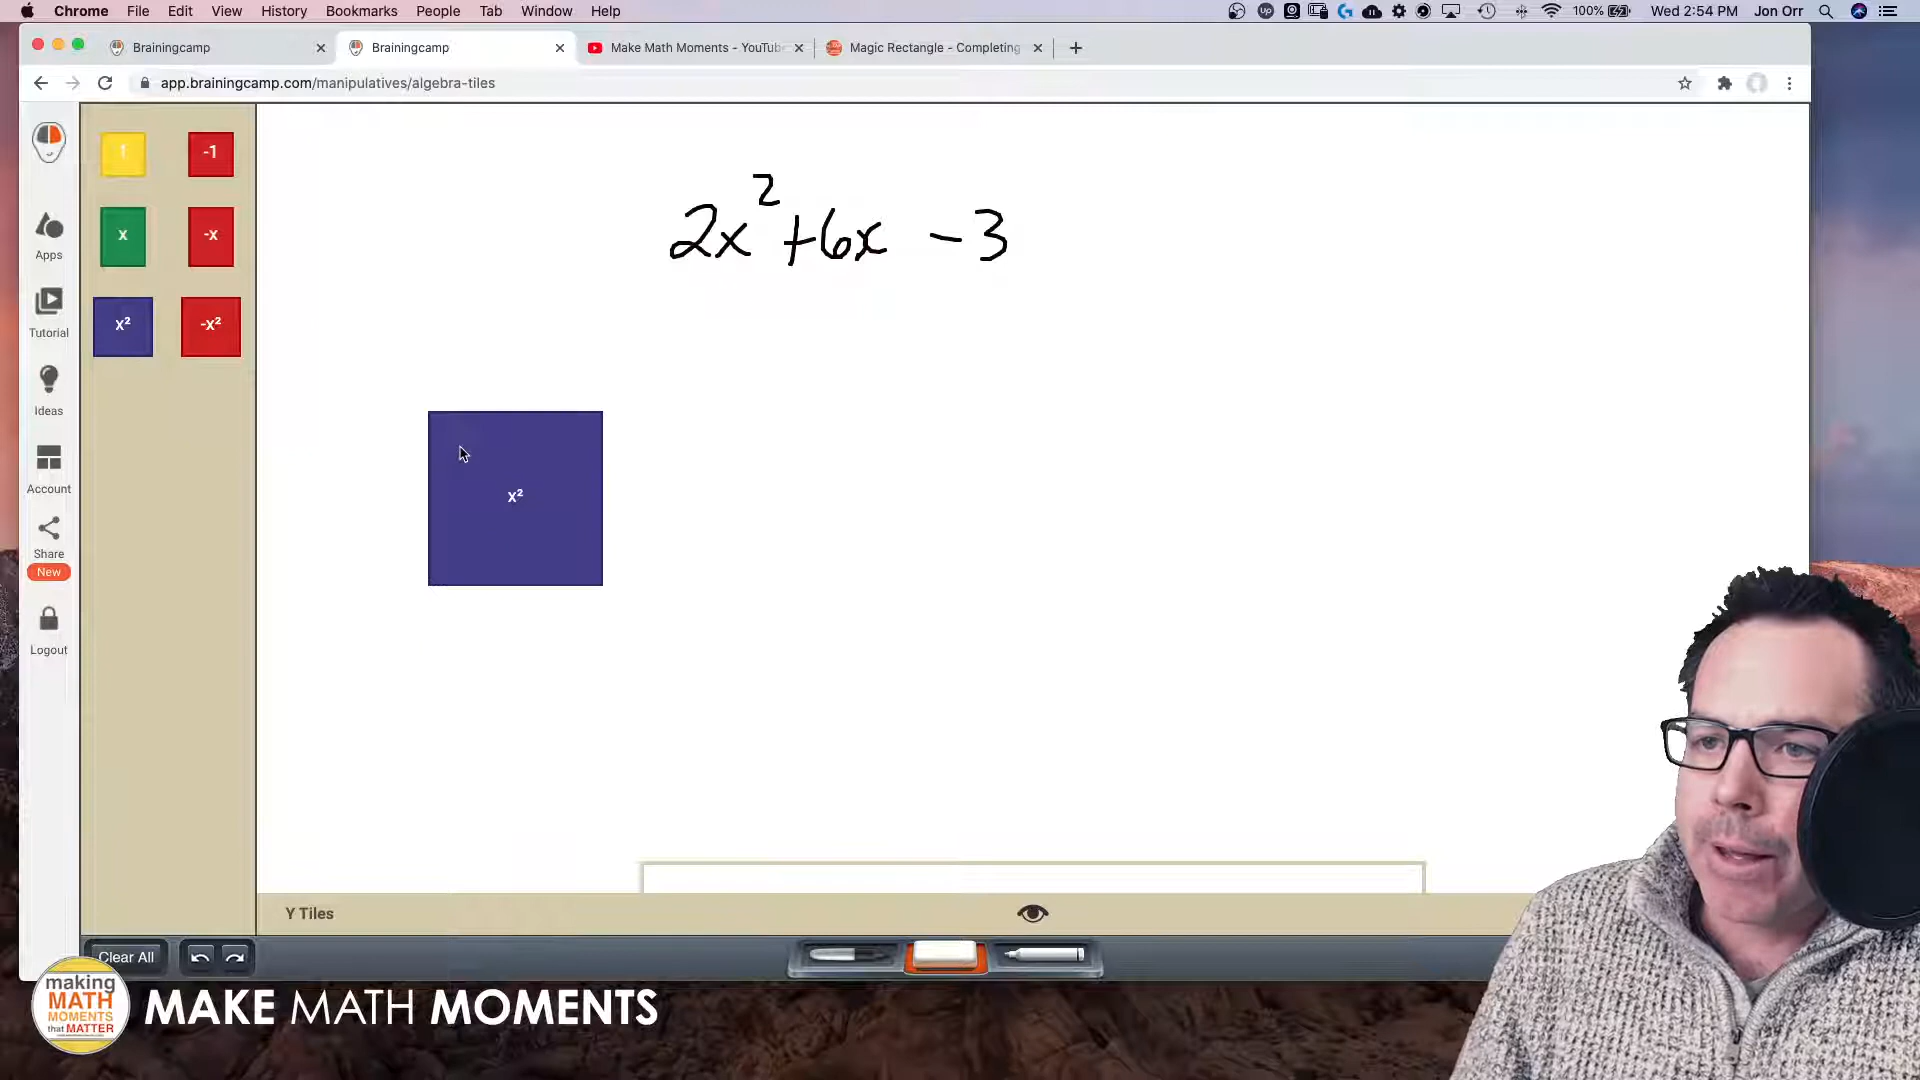 Chrome File Edit View History Bookmarks People Tab Window Help
100% Wed 2:54 PM Jon Orr
Brainingcamp
Brainingcamp
Make Math Moments - YouTub
Magic Rectangle - Completing
app.brainingcamp.com/manipulatives/algebra-tiles
1
-1
x
-x
x²
-x²
Apps
Tutorial
Ideas
Account
Share
New
Logout
2x²+6x -3
x²
Y Tiles
Clear All
making
MATH
MOMENTS
that MATTER
MAKE MATH MOMENTS